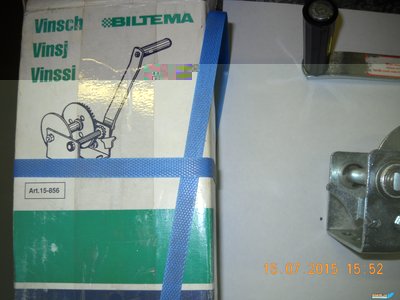 Vinsch BILTEMA
Vinsj
Vinssi
Art.15-856
15.07.2015 15:52